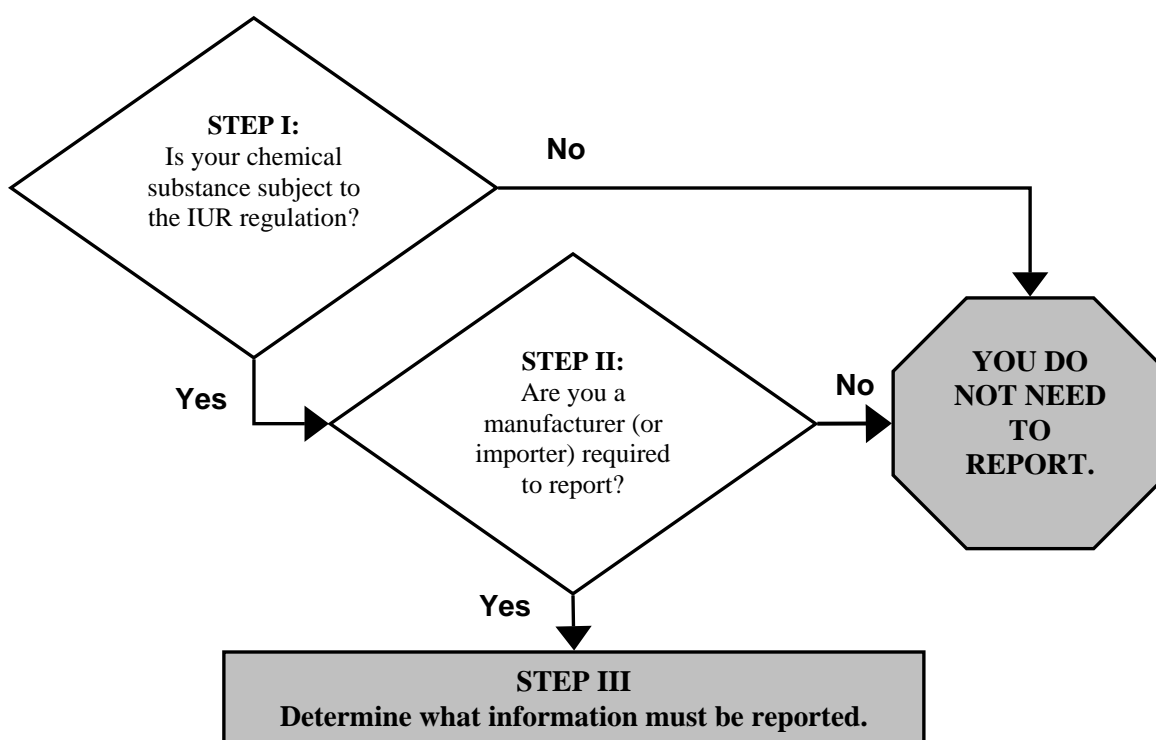 STEP I:
Is your chemical
substance subject to
the IUR regulation?
No
Yes
STEP II:
Are you a
manufacturer (or
importer) required
to report?
No
YOU DO
NOT NEED
TO
REPORT.
Yes
STEP III
Determine what information must be reported.